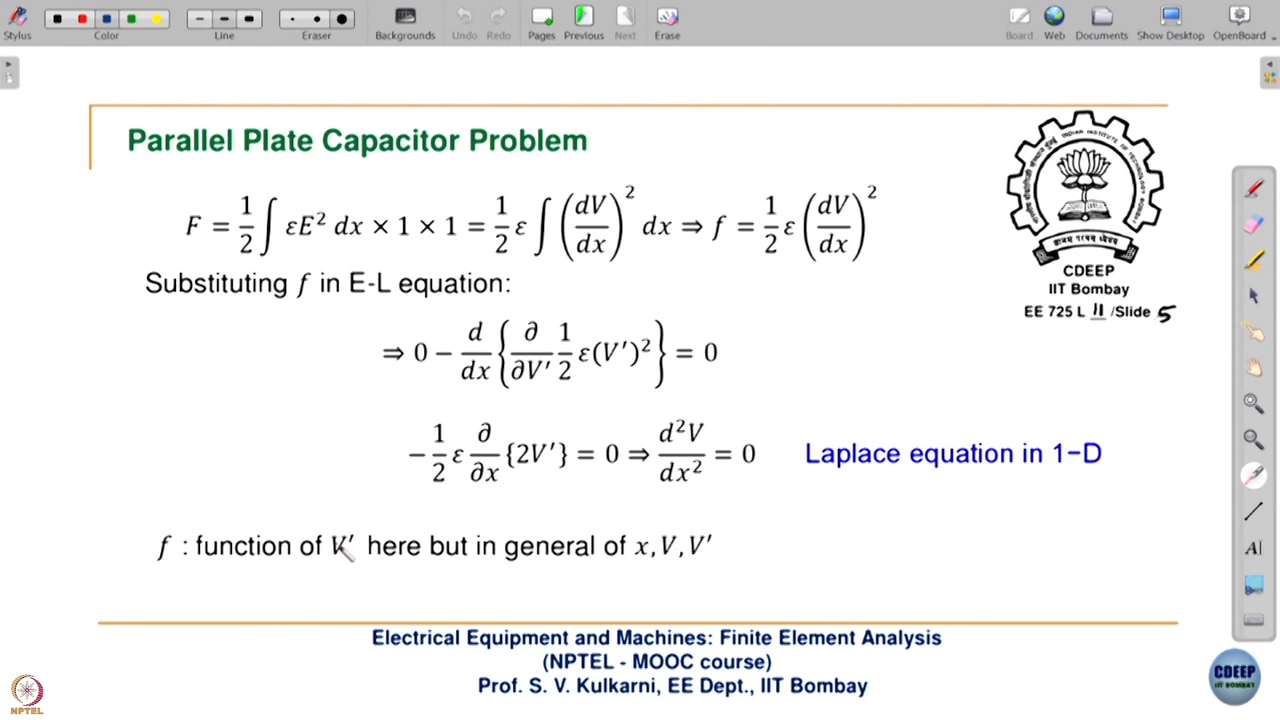 Stylus Color Line Eraser Backgrounds Undo Redo Pages Previous Next Erase Board Web Documents Show Desktop OpenBoard
Parallel Plate Capacitor Problem
F = 1/2 ∫ εE² dx × 1 × 1 = 1/2 ε ∫ (dV/dx)² dx ⇒ f = 1/2 ε (dV/dx)²
Substituting f in E-L equation:
⇒ 0 − d/dx {∂/∂V′ 1/2 ε(V′)²} = 0
− 1/2 ε ∂/∂x {2V′} = 0 ⇒ d²V/dx² = 0 Laplace equation in 1−D
f : function of V′ here but in general of x, V, V′
CDEEP
IIT Bombay
EE 725 L 11 /Slide 5
Electrical Equipment and Machines: Finite Element Analysis
(NPTEL - MOOC course)
Prof. S. V. Kulkarni, EE Dept., IIT Bombay
NPTEL
CDEEP
IIT BOMBAY
AI